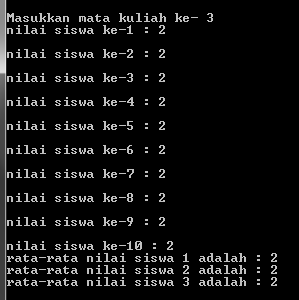 Masukkan mata kuliah ke- 3
nilai siswa ke-1 : 2
nilai siswa ke-2 : 2
nilai siswa ke-3 : 2
nilai siswa ke-4 : 2
nilai siswa ke-5 : 2
nilai siswa ke-6 : 2
nilai siswa ke-7 : 2
nilai siswa ke-8 : 2
nilai siswa ke-9 : 2
nilai siswa ke-10 : 2
rata-rata nilai siswa 1 adalah : 2
rata-rata nilai siswa 2 adalah : 2
rata-rata nilai siswa 3 adalah : 2